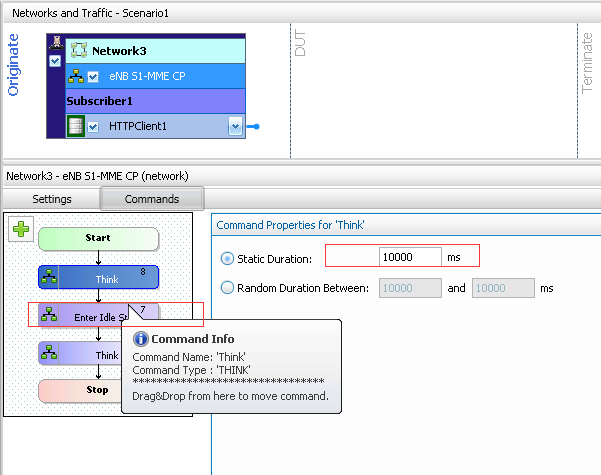 Networks and Traffic - Scenario1
Originate
DUT
Terminate
Network3
eNB S1-MME CP
Subscriber1
HTTPClient1
Network3 - eNB S1-MME CP (network)
Settings
Commands
Start
Think 8
Enter Idle St 7
Think
Stop
Command Properties for 'Think'
Static Duration: 10000 ms
Random Duration Between: 10000 and 10000 ms
Command Info
Command Name: 'Think'
Command Type : 'THINK'
********************************
Drag&Drop from here to move command.